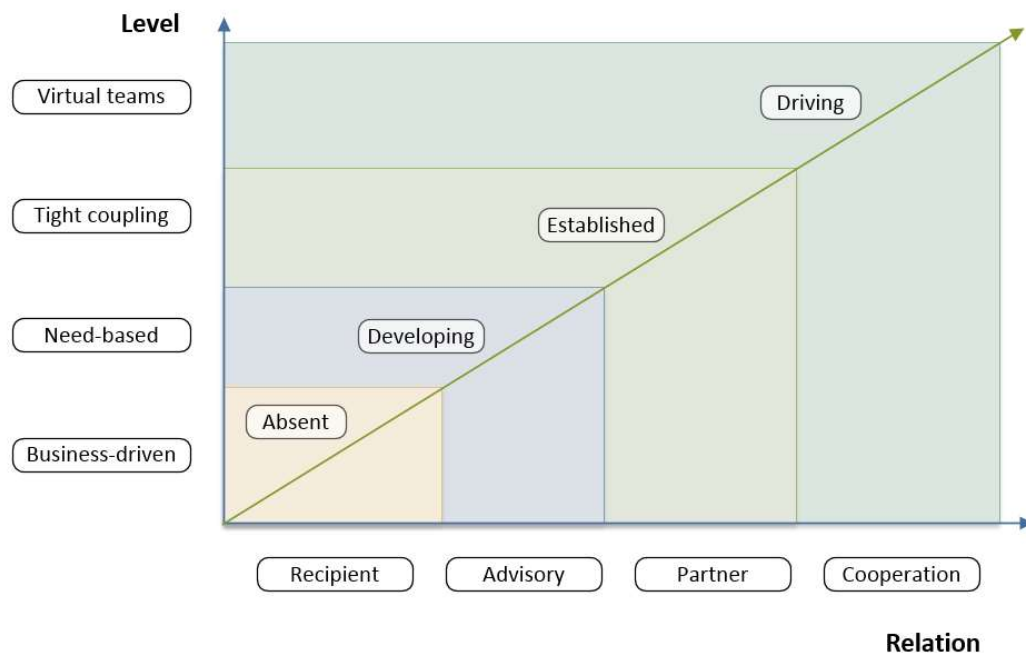 Level
Virtual teams
Driving
Tight coupling
Established
Need-based
Developing
Absent
Business-driven
Recipient
Advisory
Partner
Cooperation
Relation